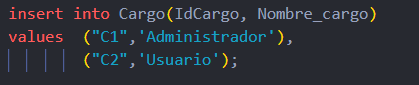 insert into Cargo(IdCargo, Nombre_cargo)
values  ("C1",'Administrador'),
        ("C2",'Usuario');